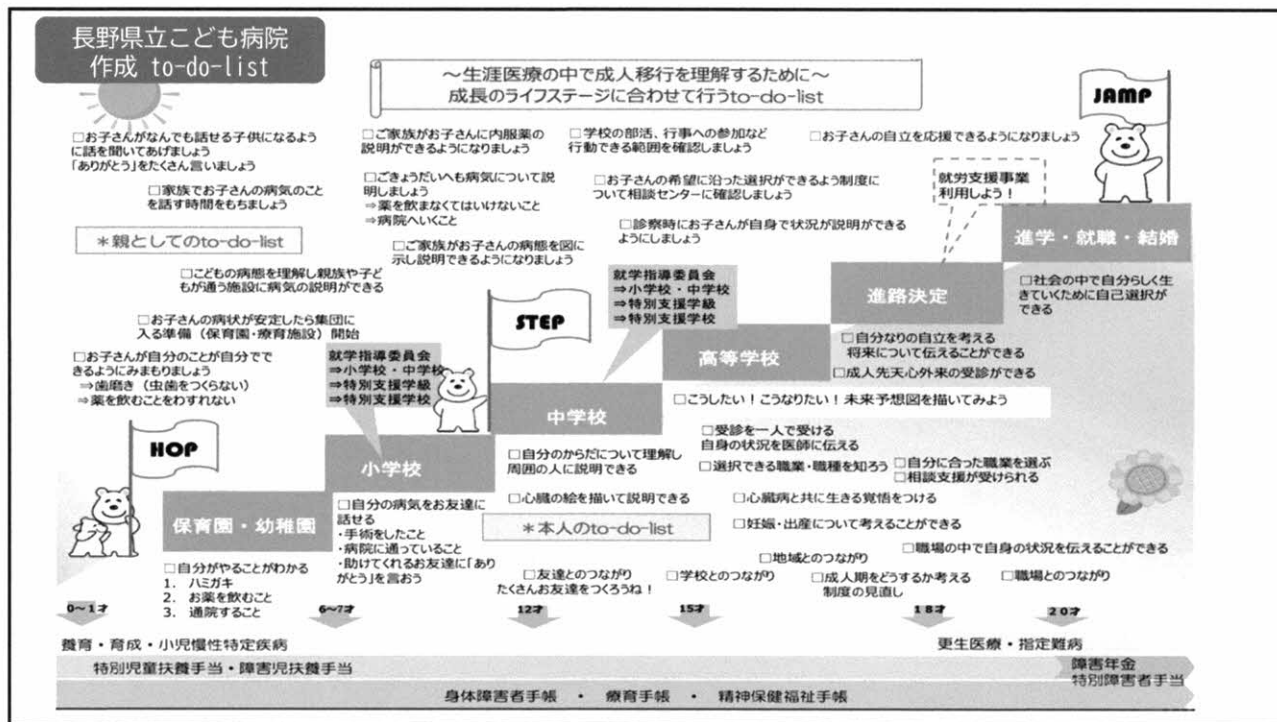 長野県立こども病院
作成 to-do-list
～生涯医療の中で成人移行を理解するために～
成長のライフステージに合わせて行うto-do-list
JAMP
□お子さんがなんでも話せる子供になるよう
に話を聞いてあげましょう
「ありがとう」をたくさん言いましょう
□家族でお子さんの病気のこと
を話す時間をもちましょう
＊親としてのto-do-list
□こどもの病態を理解し親族や子ど
もが通う施設に病気の説明ができる
□お子さんの病状が安定したら集団に
入る準備（保育園・療育施設）開始
□お子さんが自分のことが自分でで
きるようにみまもりましょう
⇒歯磨き（虫歯をつくらない）
⇒薬を飲むことをわすれない
□ご家族がお子さんに内服薬の
説明ができるようになりましょう
□ごきょうだいへも病気について説
明しましょう
⇒薬を飲まなくてはいけないこと
⇒病院へいくこと
□ご家族がお子さんの病態を図に
示し説明できるようになりましょう
□学校の部活、行事への参加など
行動できる範囲を確認しましょう
□お子さんの希望に沿った選択ができるよう制度に
ついて相談センターに確認しましょう
□診察時にお子さんが自身で状況が説明ができる
ようにしましょう
□お子さんの自立を応援できるようになりましょう
就労支援事業
利用しよう！
就学指導委員会
⇒小学校・中学校
⇒特別支援学級
⇒特別支援学校
就学指導委員会
⇒小学校・中学校
⇒特別支援学級
⇒特別支援学校
HOP
STEP
保育園・幼稚園
小学校
中学校
高等学校
進路決定
進学・就職・結婚
□自分がやることがわかる
1. ハミガキ
2. お薬を飲むこと
3. 通院すること
□自分の病気をお友達に
話せる
・手術をしたこと
・病院に通っていること
・助けてくれるお友達に「あり
がとう」を言おう
□自分のからだについて理解し
周囲の人に説明できる
□心臓の絵を描いて説明できる
＊本人のto-do-list
□友達とのつながり
たくさんお友達をつくろうね！
□こうしたい！こうなりたい！未来予想図を描いてみよう
□受診を一人で受ける
自身の状況を医師に伝える
□選択できる職業・職種を知ろう
□心臓病と共に生きる覚悟をつける
□妊娠・出産について考えることができる
□地域とのつながり
□学校とのつながり
□自分なりの自立を考える
将来について伝えることができる
□成人先天心外来の受診ができる
□自分に合った職業を選ぶ
□相談支援が受けられる
□社会の中で自分らしく生
きていくために自己選択が
できる
□職場の中で自身の状況を伝えることができる
□成人期をどうするか考える
制度の見直し
□職場とのつながり
0～1才
6～7才
12才
15才
18才
20才
養育・育成・小児慢性特定疾病
更生医療・指定難病
特別児童扶養手当・障害児扶養手当
障害年金
特別障害者手当
身体障害者手帳 ・ 療育手帳 ・ 精神保健福祉手帳